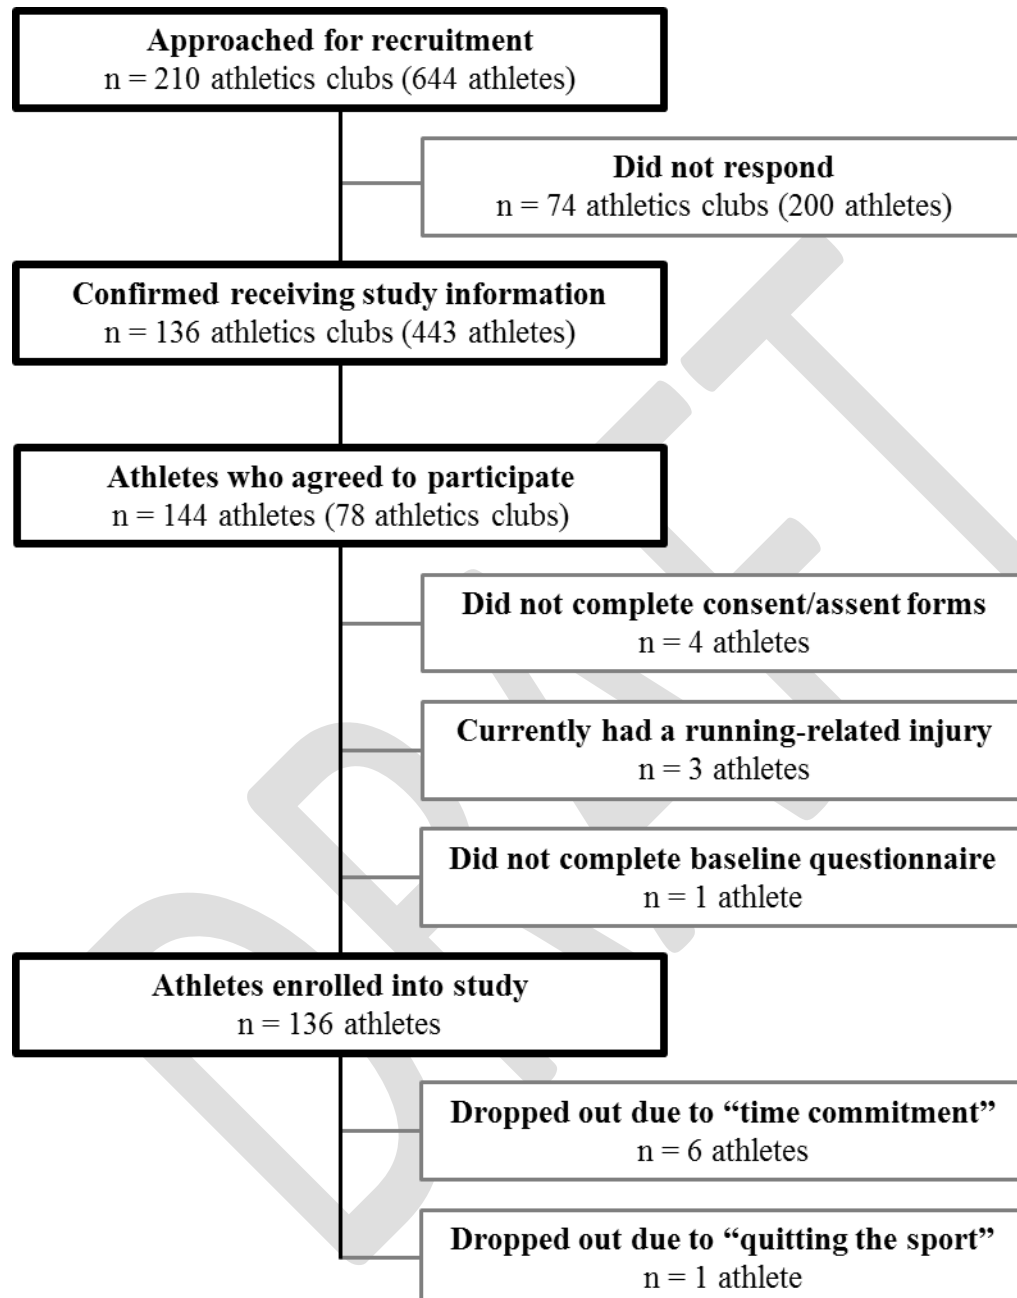 Approached for recruitment
n = 210 athletics clubs (644 athletes)
Did not respond
n = 74 athletics clubs (200 athletes)
Confirmed receiving study information
n = 136 athletics clubs (443 athletes)
Athletes who agreed to participate
n = 144 athletes (78 athletics clubs)
Did not complete consent/assent forms
n = 4 athletes
Currently had a running-related injury
n = 3 athletes
Did not complete baseline questionnaire
n = 1 athlete
Athletes enrolled into study
n = 136 athletes
Dropped out due to “time commitment”
n = 6 athletes
Dropped out due to “quitting the sport”
n = 1 athlete
DRAFT